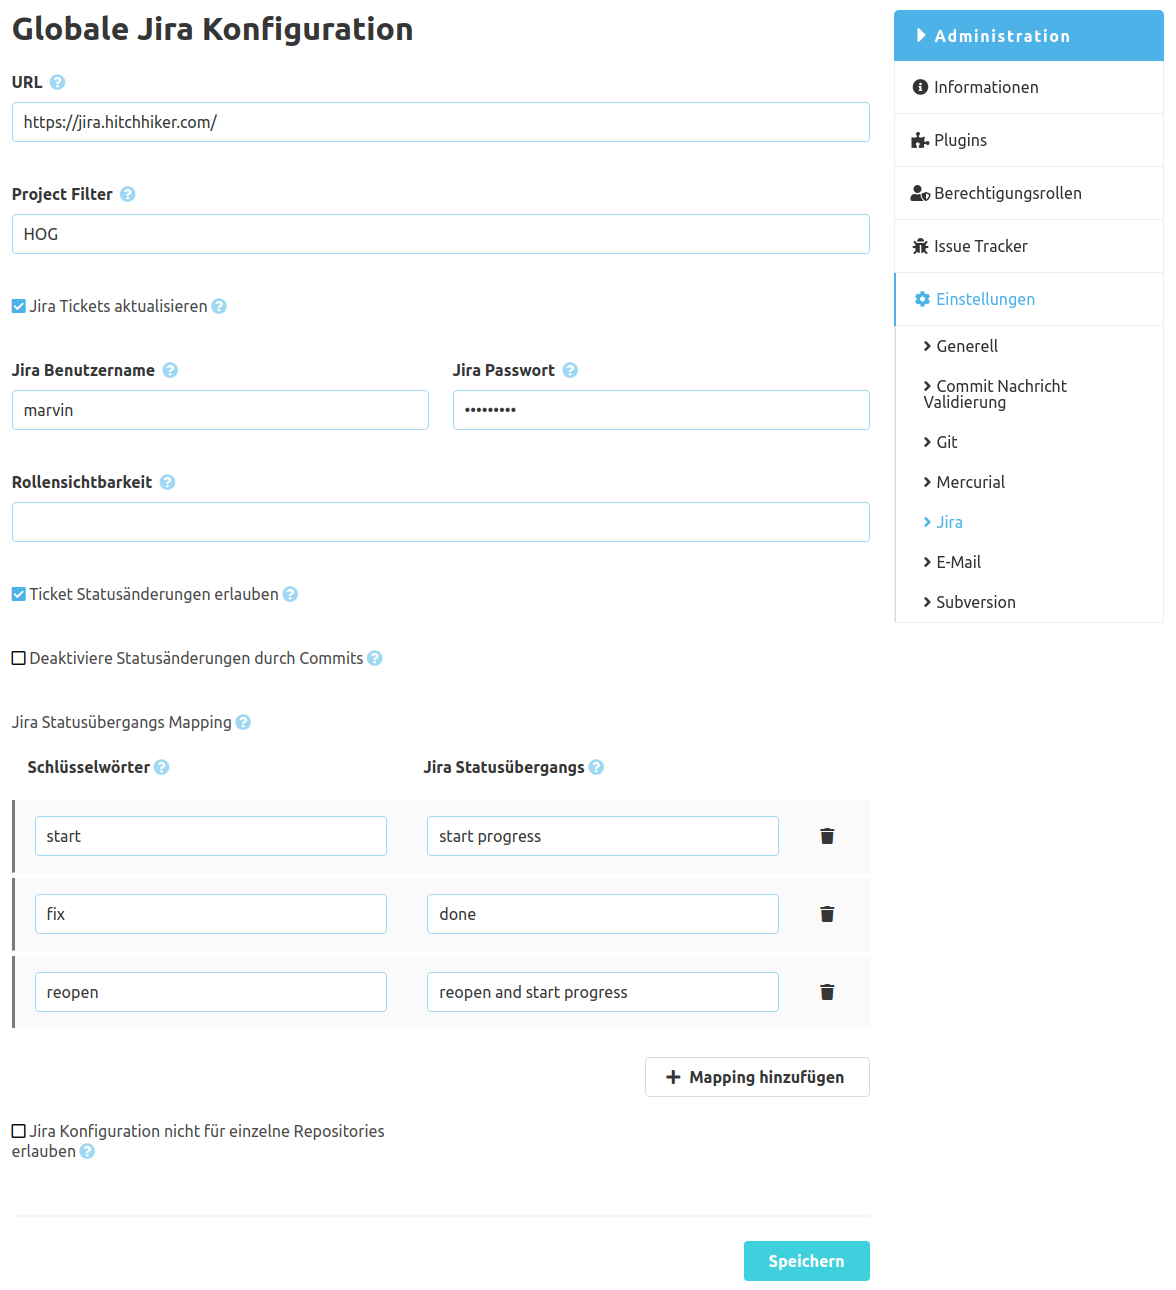 Globale Jira Konfiguration
URL
https://jira.hitchhiker.com/
Project Filter
HOG
Jira Tickets aktualisieren
Jira Benutzername
Jira Passwort
marvin
•••••••••
Rollensichtbarkeit
Ticket Statusänderungen erlauben
Deaktiviere Statusänderungen durch Commits
Jira Statusübergangs Mapping
Schlüsselwörter
Jira Statusübergangs
start
start progress
fix
done
reopen
reopen and start progress
Mapping hinzufügen
Jira Konfiguration nicht für einzelne Repositories
erlauben
Speichern
Administration
Informationen
Plugins
Berechtigungsrollen
Issue Tracker
Einstellungen
Generell
Commit Nachricht
Validierung
Git
Mercurial
Jira
E-Mail
Subversion